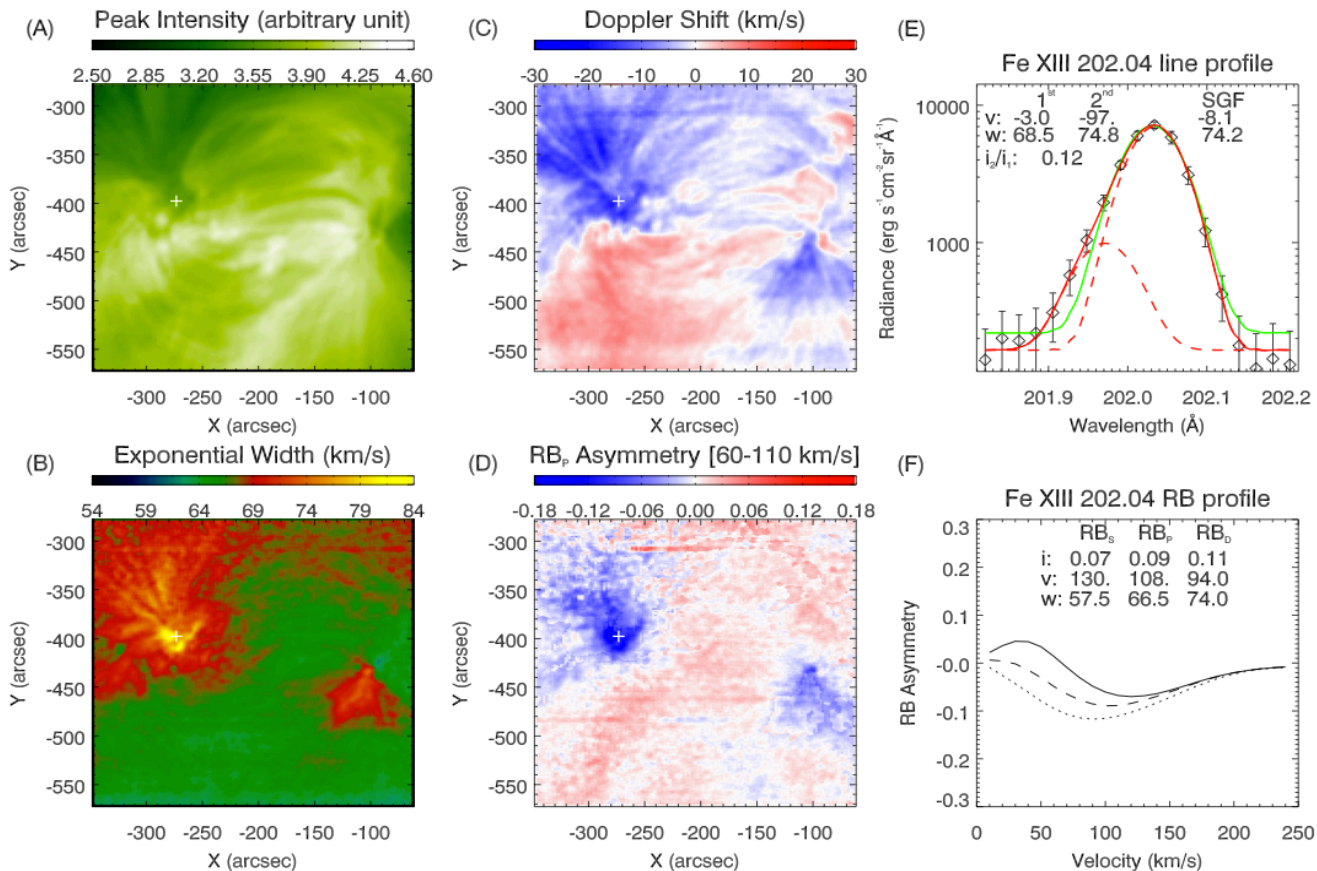 (A)
Peak Intensity (arbitrary unit)
2.50 2.85 3.20 3.55 3.90 4.25 4.60
-300
-350
-400
-450
-500
-550
Y (arcsec)
-300 -250 -200 -150 -100
X (arcsec)
(C)
Doppler Shift (km/s)
-30 -20 -10 0 10 20 30
-300
-350
-400
-450
-500
-550
Y (arcsec)
-300 -250 -200 -150 -100
X (arcsec)
(E)
Fe XIII 202.04 line profile
1st 2nd SGF
v: -3.0 -97. -8.1
w: 68.5 74.8 74.2
i2/i1: 0.12
10000
1000
Radiance (erg s-1cm-2sr-1Å-1)
201.9 202.0 202.1 202.2
Wavelength (Å)
(B)
Exponential Width (km/s)
54 59 62 64 69 74 79 84
-300
-350
-400
-450
-500
-550
Y (arcsec)
-300 -250 -200 -150 -100
X (arcsec)
(D)
RBP Asymmetry [60-110 km/s]
-0.18 -0.12 -0.06 0.00 0.06 0.12 0.18
-300
-350
-400
-450
-500
-550
Y (arcsec)
-300 -250 -200 -150 -100
X (arcsec)
(F)
Fe XIII 202.04 RB profile
RBS RBP RBD
i: 0.07 0.09 0.11
v: 130. 108. 94.0
w: 57.5 66.5 74.0
0.3
0.2
0.1
-0.0
-0.1
-0.2
-0.3
RB Asymmetry
0 50 100 150 200 250
Velocity (km/s)